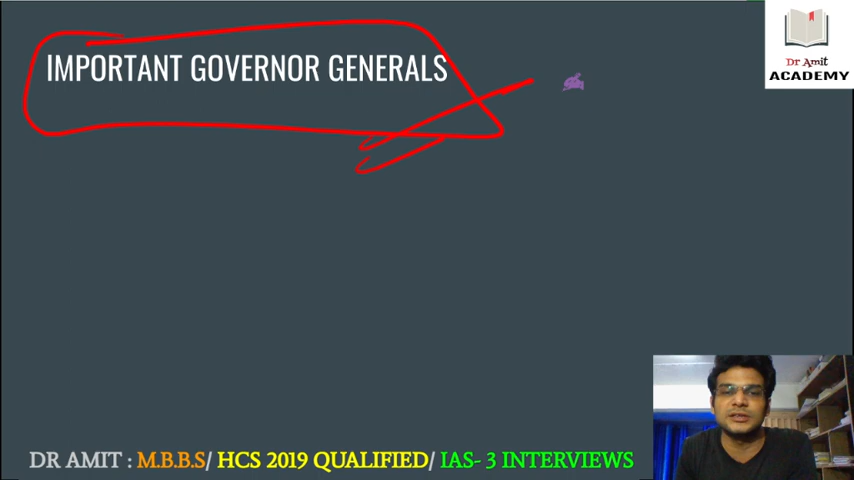 IMPORTANT GOVERNOR GENERALS
Dr Amit
ACADEMY
DR AMIT : M.B.B.S/ HCS 2019 QUALIFIED/ IAS- 3 INTERVIEWS